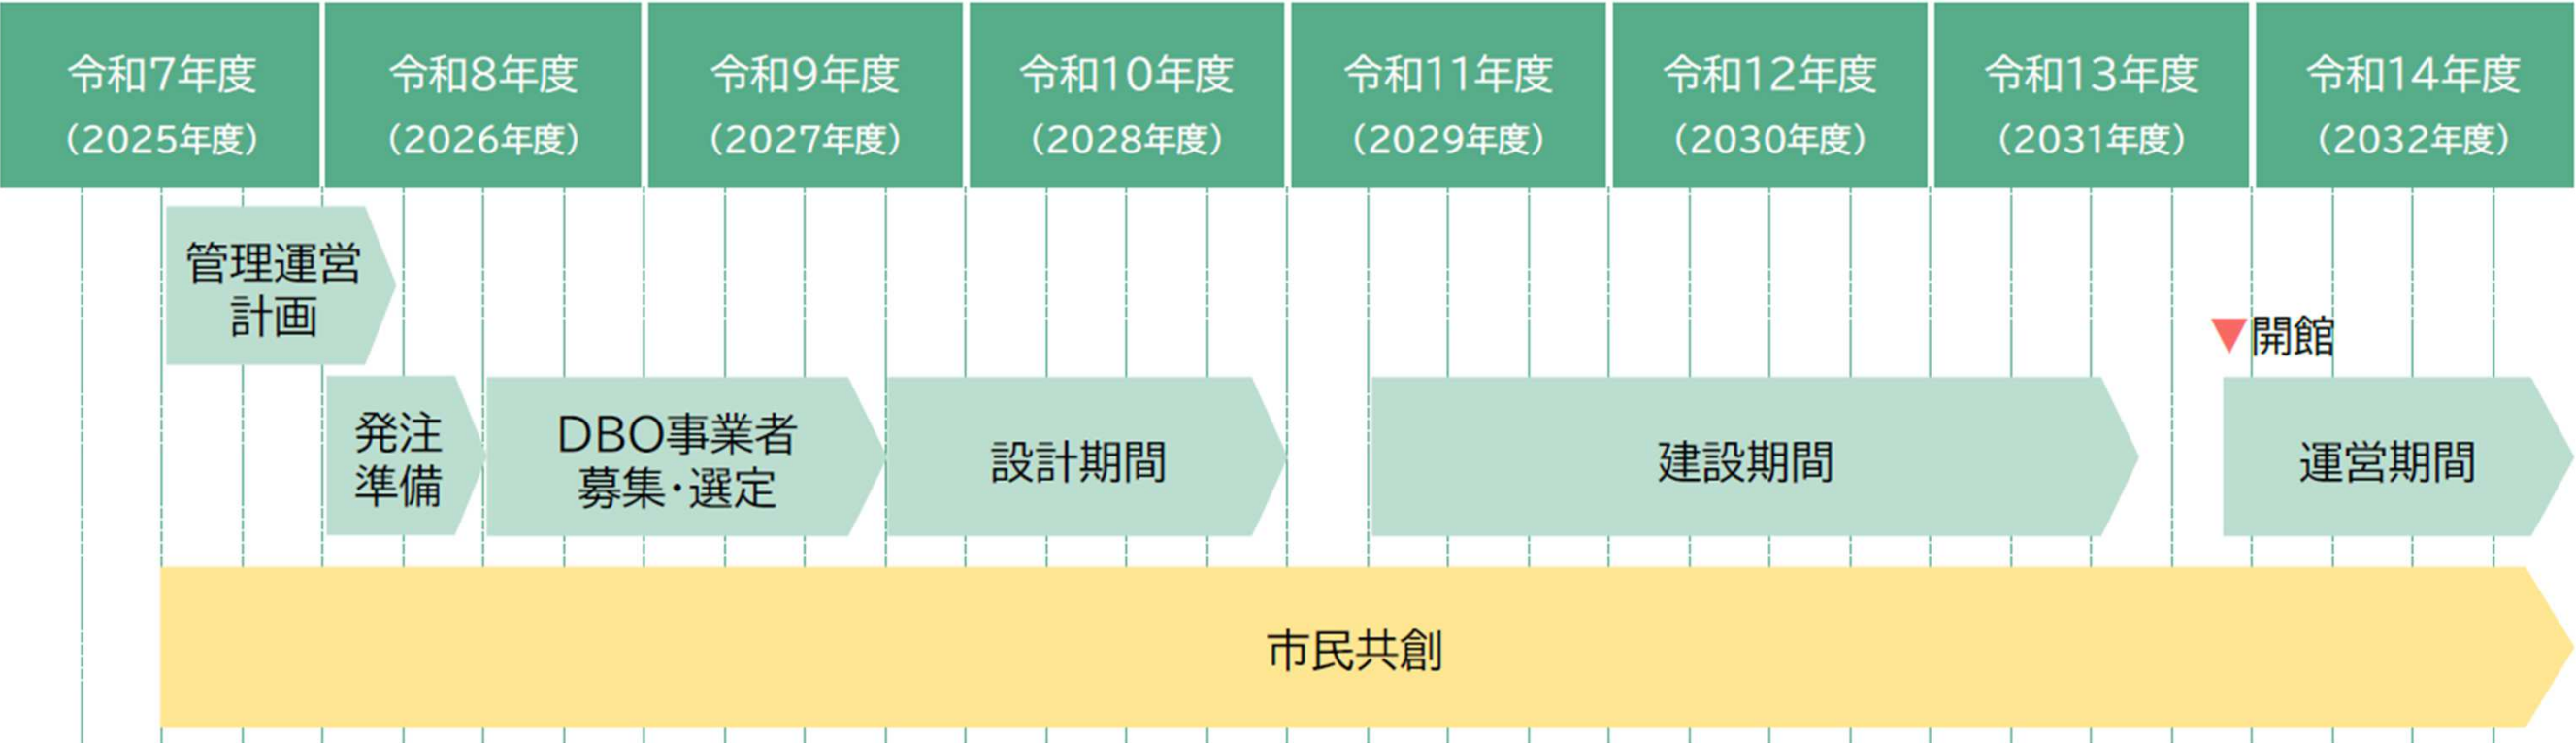 令和7年度
（2025年度）
令和8年度
（2026年度）
令和9年度
（2027年度）
令和10年度
（2028年度）
令和11年度
（2029年度）
令和12年度
（2030年度）
令和13年度
（2031年度）
令和14年度
（2032年度）
管理運営
計画
▼開館
発注
準備
DBO事業者
募集・選定
設計期間
建設期間
運営期間
市民共創